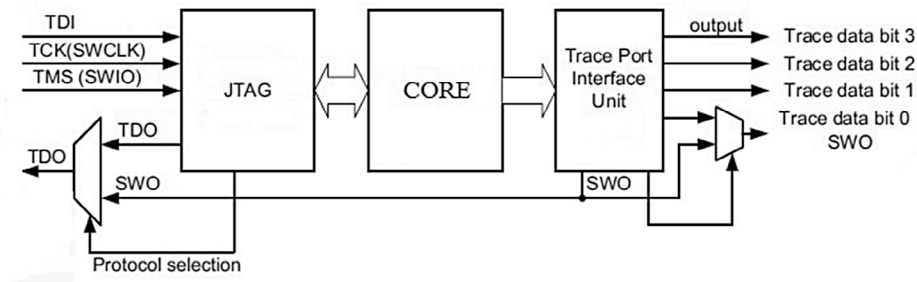 TDI
TCK(SWCLK)
TMS (SWIO)
JTAG
CORE
Trace Port
Interface
Unit
output
Trace data bit 3
Trace data bit 2
Trace data bit 1
Trace data bit 0
SWO
TDO
TDO
SWO
SWO
Protocol selection